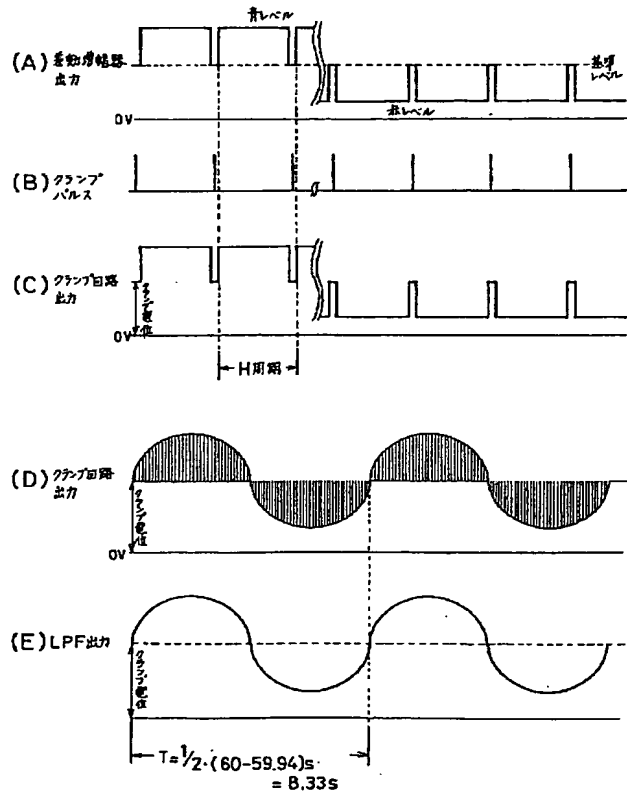 青レベル
(A) 差動増幅路
出力
基準
レベル
赤レベル
0V
(B) クランプ
パルス
(C) クランプ回路
出力
クランプ電位
0V
H周期
(D) クランプ回路
出力
クランプ電位
0V
(E) LPF出力
クランプ電位
T=1/2·(60-59.94)s
= 8.33s